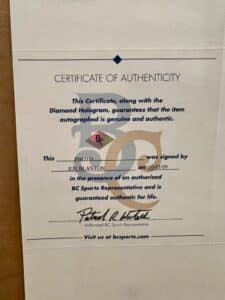 CERTIFICATE OF AUTHENTICITY
This Certificate, along with the
Diamond Hologram, guarantees that the item
autographed is genuine and authentic.
This PHOTO was signed by
JOE BLANTON
in the presence of an authorized
BC Sports Representative and is
guaranteed authentic for life.
Authorized BC Sports Representative
Visit us at bcsports.com